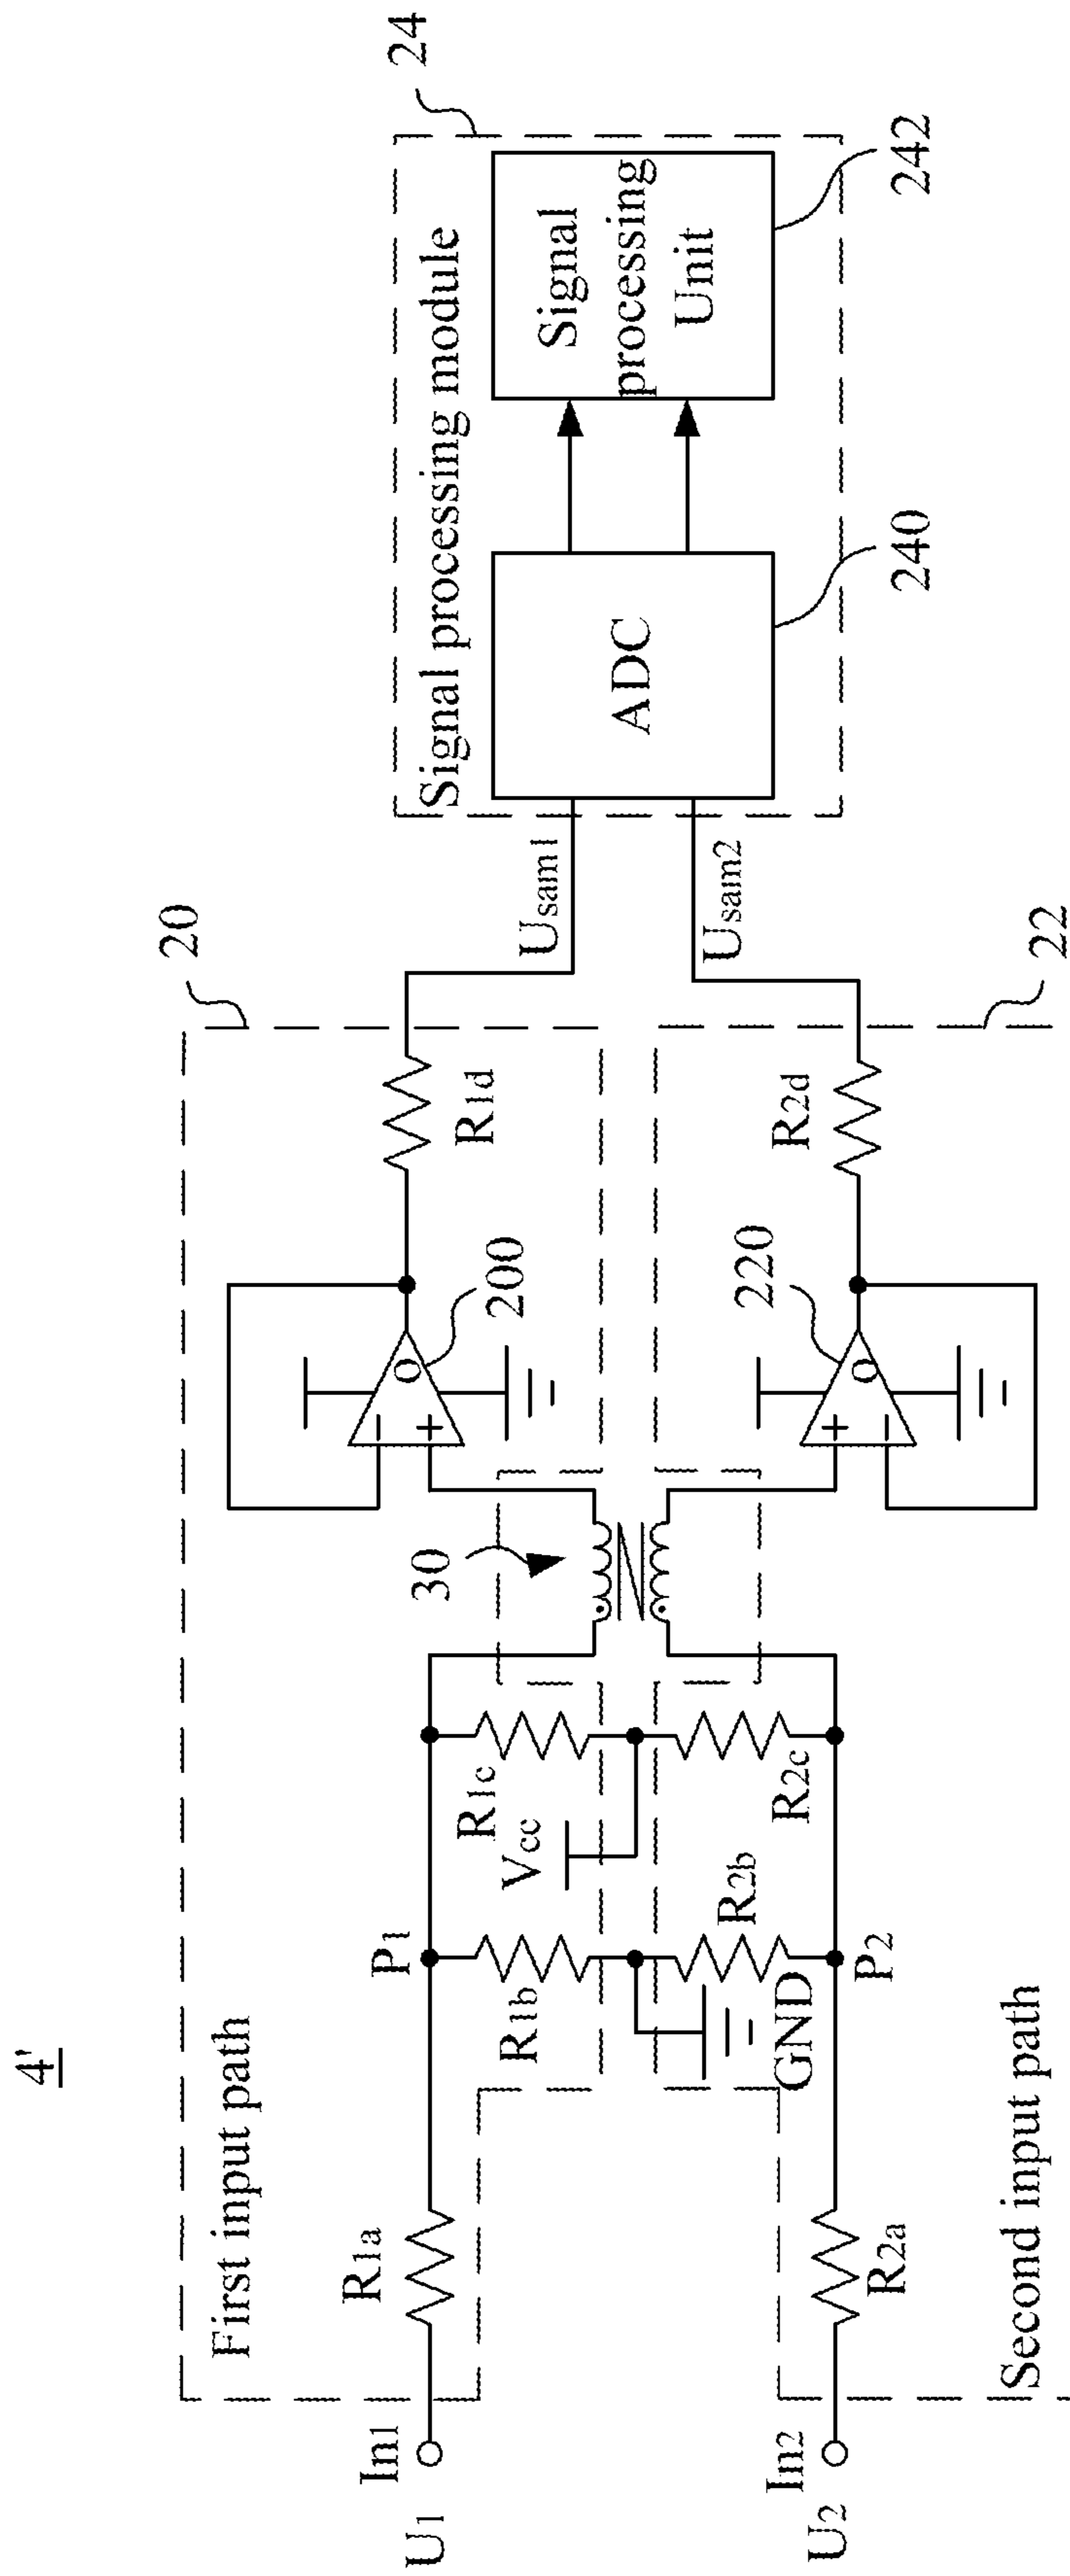 4'
First input path
20
Signal processing module
24
In1
U1
R1a
P1
R1b
R1c
Vcc
30
200
R1d
Usam1
ADC
240
Signal
processing
Unit
242
Usam2
GND
R2b
R2c
220
R2d
In2
U2
R2a
P2
Second input path
22